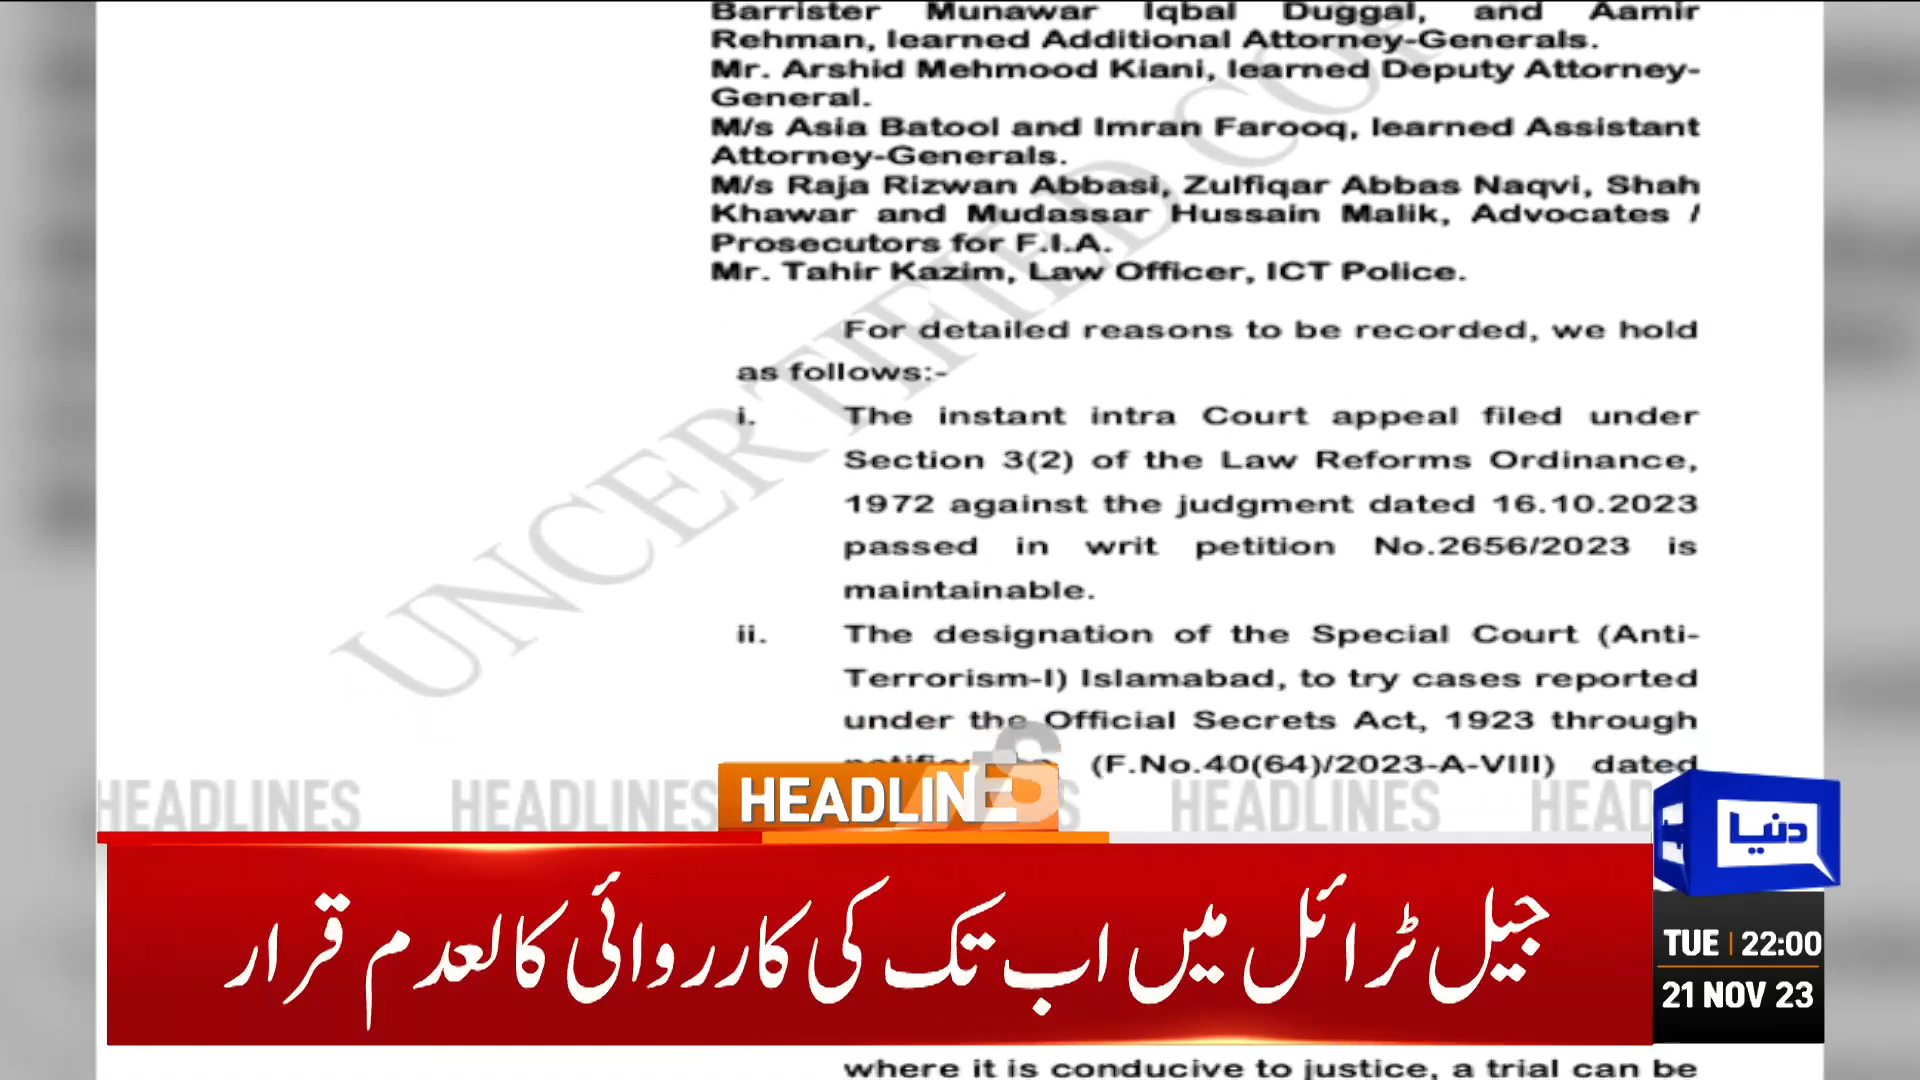 Barrister Munawar Iqbal Duggal, and Aamir
Rehman, learned Additional Attorney-Generals.
Mr. Arshid Mehmood Kiani, learned Deputy Attorney-
General.
M/s Asia Batool and Imran Farooq, learned Assistant
Attorney-Generals.
M/s Raja Rizwan Abbasi, Zulfiqar Abbas Naqvi, Shah
Khawar and Mudassar Hussain Malik, Advocates /
Prosecutors for F.I.A.
Mr. Tahir Kazim, Law Officer, ICT Police.
For detailed reasons to be recorded, we hold
as follows:-
i. The instant intra Court appeal filed under
Section 3(2) of the Law Reforms Ordinance,
1972 against the judgment dated 16.10.2023
passed in writ petition No.2656/2023 is
maintainable.
ii. The designation of the Special Court (Anti-
Terrorism-I) Islamabad, to try cases reported
under the Official Secrets Act, 1923 through
(F.No.40(64)/2023-A-VIII) dated
UNCERTIFIED COP
HEADLINES HEADLINES HEADLINES HEAD
HEADLINES
دنیا
جیل ٹرائل میں اب تک کی کارروائی کالعدم قرار
TUE | 22:00
21 NOV 23
where it is conducive to justice, a trial can be